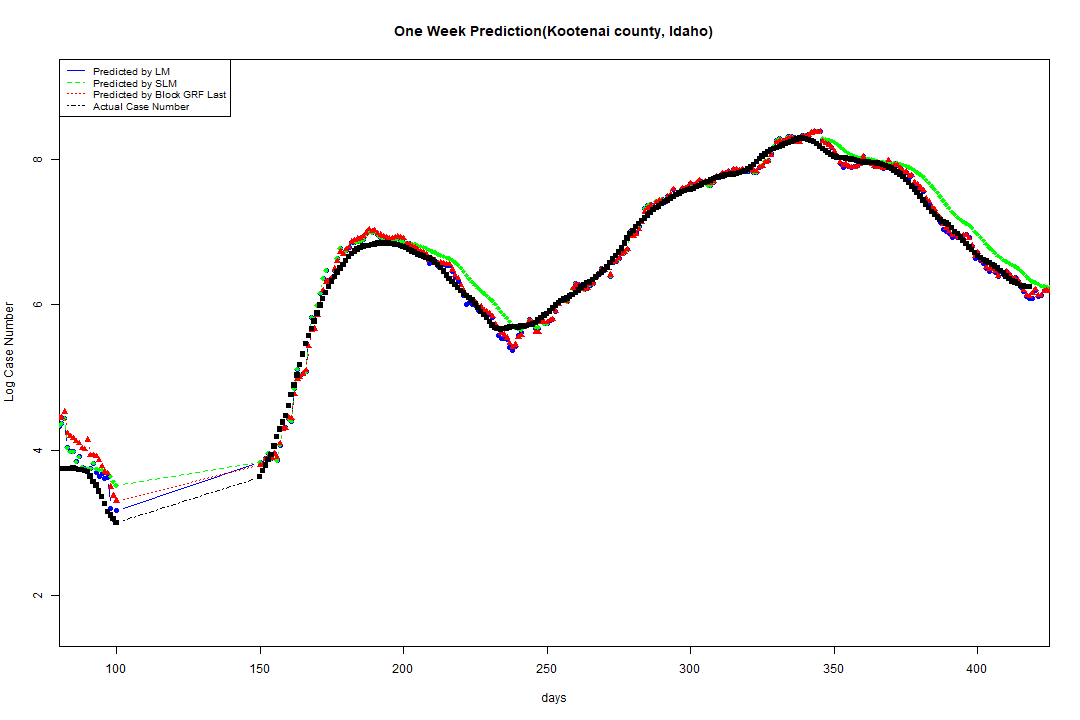 One Week Prediction(Kootenai county, Idaho)
Predicted by LM
Predicted by SLM
Predicted by Block GRF Last
Actual Case Number
Log Case Number
8
6
4
2
100 150 200 250 300 350 400
days